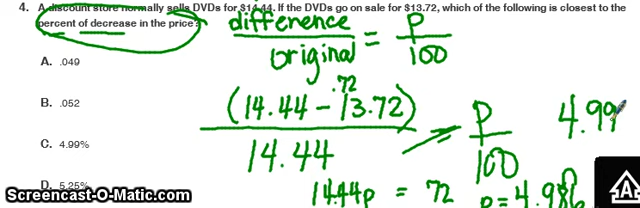 4. A discount store normally sells DVDs for $14.44. If the DVDs go on sale for $13.72, which of the following is closest to the
percent of decrease in the price?
difference / original = P / 100
A. .049
.72
B. .052
(14.44 - 13.72) / 14.44 = P / 100
4.99
C. 4.99%
D. 5.25%
14.44p = 72
p = 4.986
Screencast-O-Matic.com
A